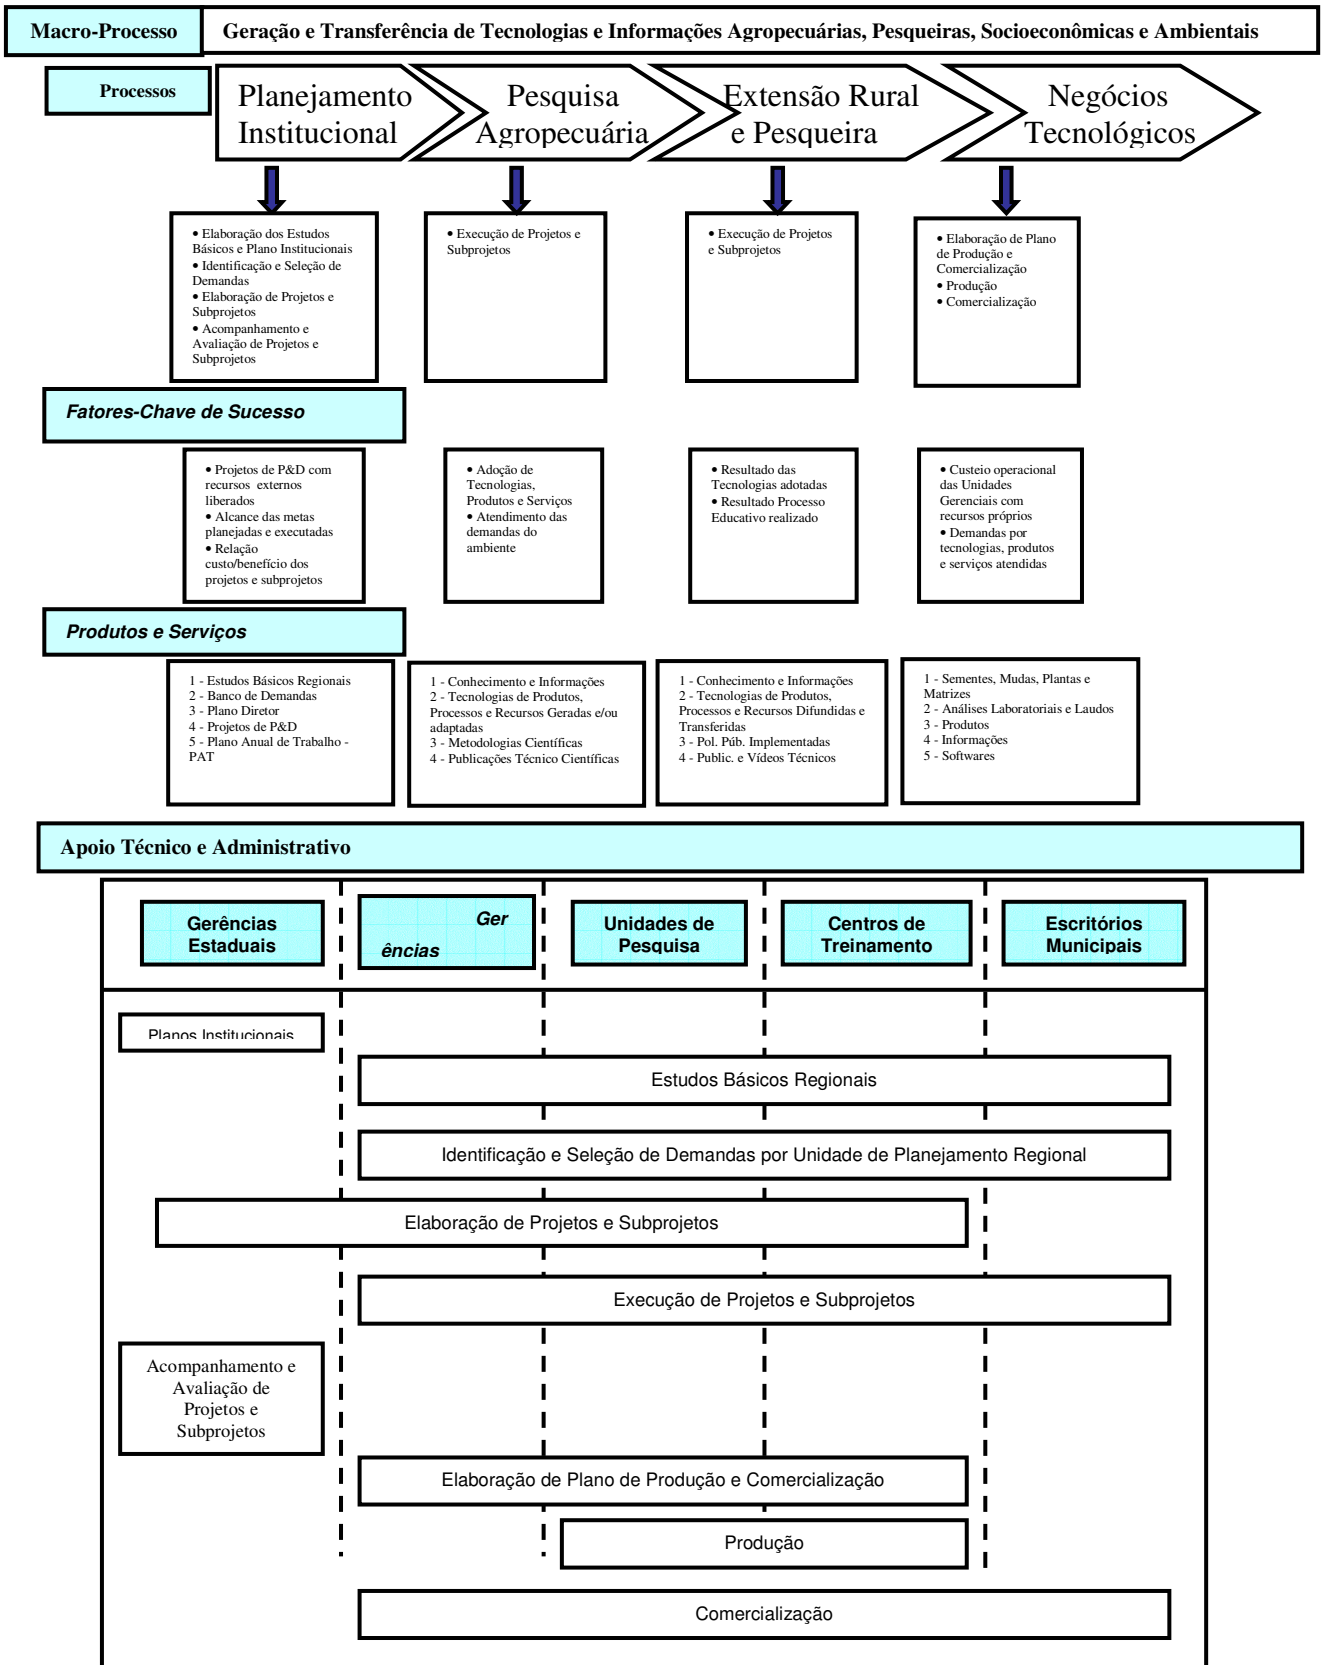 Macro-Processo
Geração e Transferência de Tecnologias e Informações Agropecuárias, Pesqueiras, Socioeconômicas e Ambientais
Processos
Planejamento
Institucional
Pesquisa
Agropecuária
Extensão Rural
e Pesqueira
Negócios
Tecnológicos
• Elaboração dos Estudos
Básicos e Plano Institucionais
• Identificação e Seleção de
Demandas
• Elaboração de Projetos e
Subprojetos
• Acompanhamento e
Avaliação de Projetos e
Subprojetos
• Execução de Projetos e
Subprojetos
• Execução de Projetos
e Subprojetos
• Elaboração de Plano
de Produção e
Comercialização
• Produção
• Comercialização
Fatores-Chave de Sucesso
• Projetos de P&D com
recursos externos
liberados
• Alcance das metas
planejadas e executadas
• Relação
custo/benefício dos
projetos e subprojetos
• Adoção de
Tecnologias,
Produtos e Serviços
• Atendimento das
demandas do
ambiente
• Resultado das
Tecnologias adotadas
• Resultado Processo
Educativo realizado
• Custeio operacional
das Unidades
Gerenciais com
recursos próprios
• Demandas por
tecnologias, produtos
e serviços atendidas
Produtos e Serviços
1 - Estudos Básicos Regionais
2 - Banco de Demandas
3 - Plano Diretor
4 - Projetos de P&D
5 - Plano Anual de Trabalho -
PAT
1 - Conhecimento e Informações
2 - Tecnologias de Produtos,
Processos e Recursos Geradas e/ou
adaptadas
3 - Metodologias Científicas
4 - Publicações Técnico Científicas
1 - Conhecimento e Informações
2 - Tecnologias de Produtos,
Processos e Recursos Difundidas e
Transferidas
3 - Pol. Púb. Implementadas
4 - Public. e Vídeos Técnicos
1 - Sementes, Mudas, Plantas e
Matrizes
2 - Análises Laboratoriais e Laudos
3 - Produtos
4 - Informações
5 - Softwares
Apoio Técnico e Administrativo
Gerências
Estaduais
Ger
ências
Unidades de
Pesquisa
Centros de
Treinamento
Escritórios
Municipais
Planos Institucionais
Estudos Básicos Regionais
Identificação e Seleção de Demandas por Unidade de Planejamento Regional
Elaboração de Projetos e Subprojetos
Execução de Projetos e Subprojetos
Acompanhamento e
Avaliação de
Projetos e
Subprojetos
Elaboração de Plano de Produção e Comercialização
Produção
Comercialização